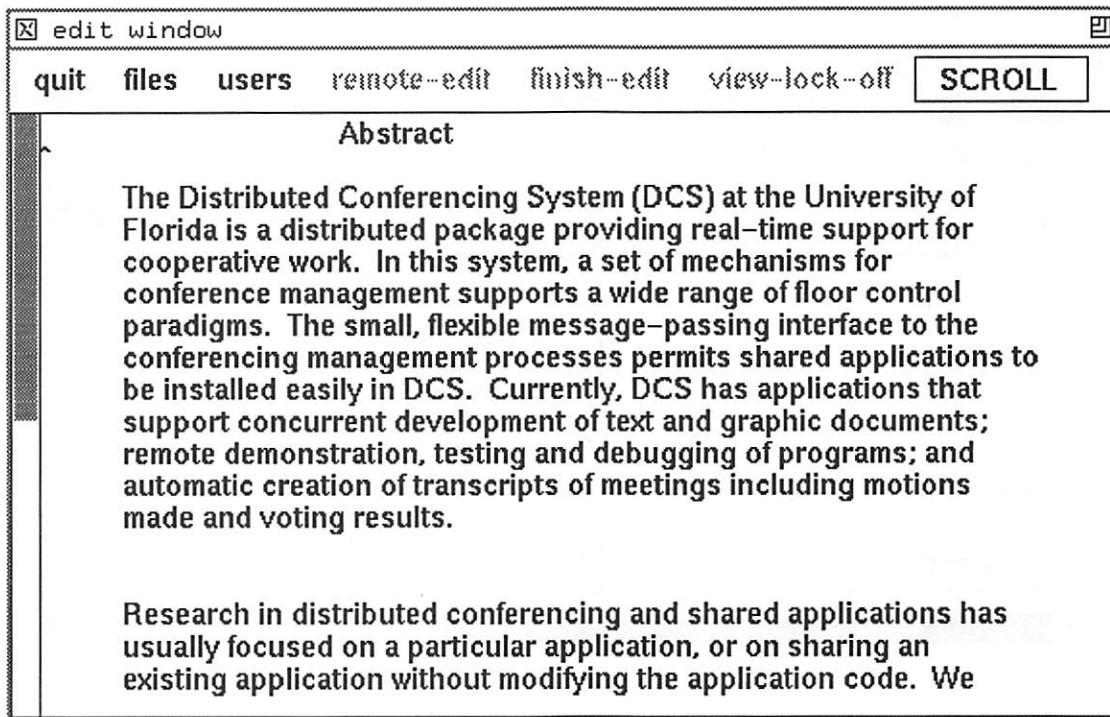 edit window
quit files users remote-edit finish-edit view-lock-off SCROLL
Abstract
The Distributed Conferencing System (DCS) at the University of
Florida is a distributed package providing real-time support for
cooperative work. In this system, a set of mechanisms for
conference management supports a wide range of floor control
paradigms. The small, flexible message-passing interface to the
conferencing management processes permits shared applications to
be installed easily in DCS. Currently, DCS has applications that
support concurrent development of text and graphic documents;
remote demonstration, testing and debugging of programs; and
automatic creation of transcripts of meetings including motions
made and voting results.
Research in distributed conferencing and shared applications has
usually focused on a particular application, or on sharing an
existing application without modifying the application code. We